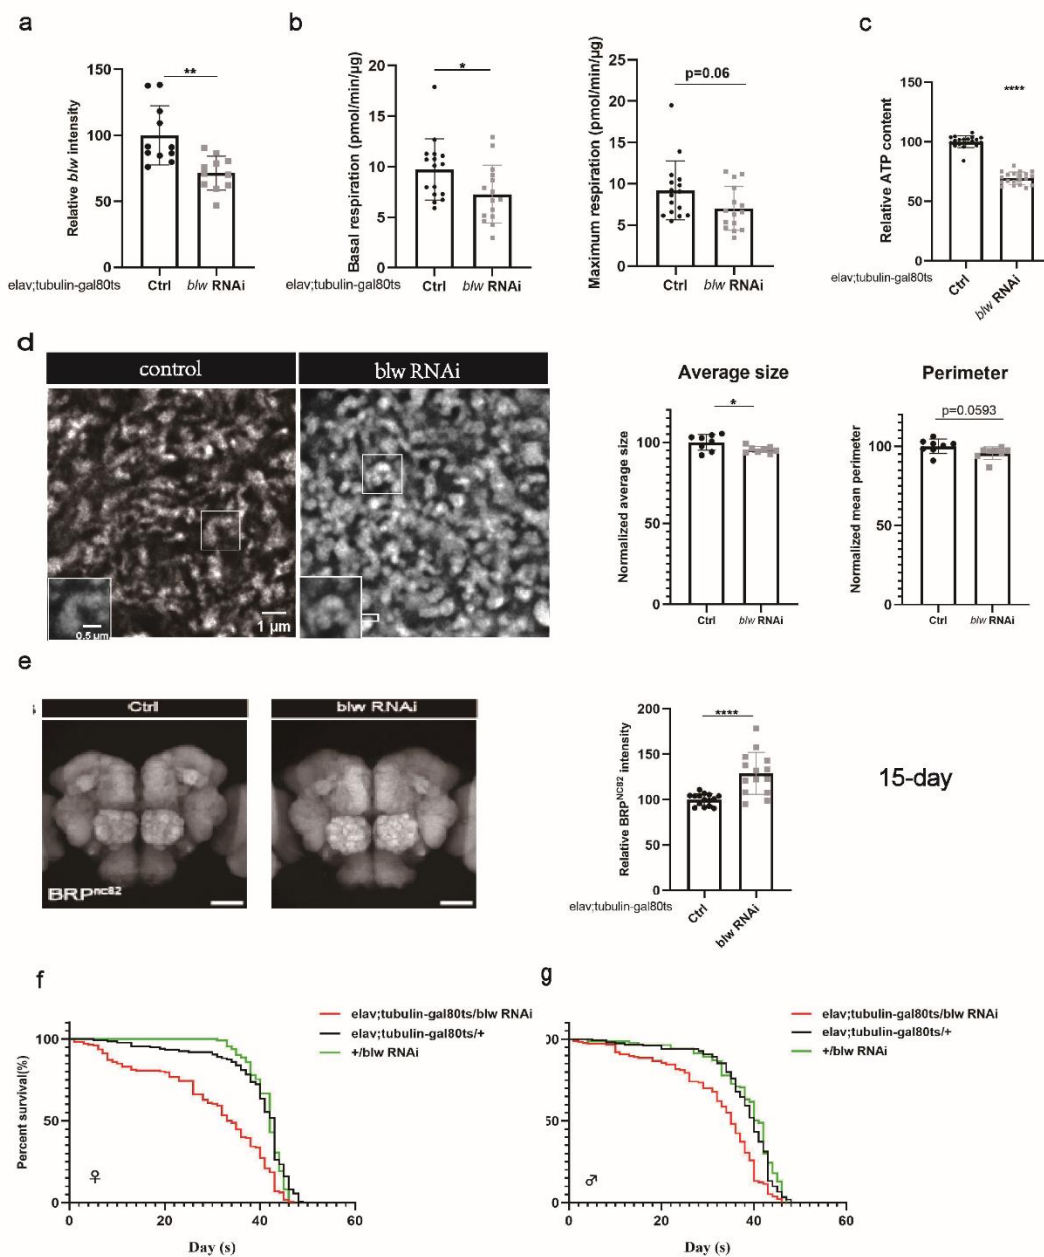 a
Relative blw intensity
150
100
50
0
**
elav;tubulin-gal80ts
Ctrl
blw RNAi
b
Basal respiration (pmol/min/µg)
20
15
10
5
0
*
elav;tubulin-gal80ts
Ctrl
blw RNAi
Maximum respiration (pmol/min/µg)
25
20
15
10
5
0
p=0.06
Ctrl
blw RNAi
c
Relative ATP content
200
150
100
50
0
****
elav;tubulin-gal80ts
Ctrl
blw RNAi
d
control
blw RNAi
0.5 µm
1 µm
Average size
Normalized average size
100
50
0
*
Ctrl
blw RNAi
Perimeter
Normalized mean perimeter
100
50
0
p=0.0593
Ctrl
blw RNAi
e
Ctrl
blw RNAi
BRPnc82
Relative BRPNC82 intensity
200
150
100
50
0
****
elav;tubulin-gal80ts
Ctrl
blw RNAi
15-day
f
elav;tubulin-gal80ts/blw RNAi
elav;tubulin-gal80ts/+
+/blw RNAi
Percent survival(%)
100
50
0
♀
0
20
40
60
Day (s)
g
elav;tubulin-gal80ts/blw RNAi
elav;tubulin-gal80ts/+
+/blw RNAi
100
50
0
♂
0
20
40
60
Day (s)